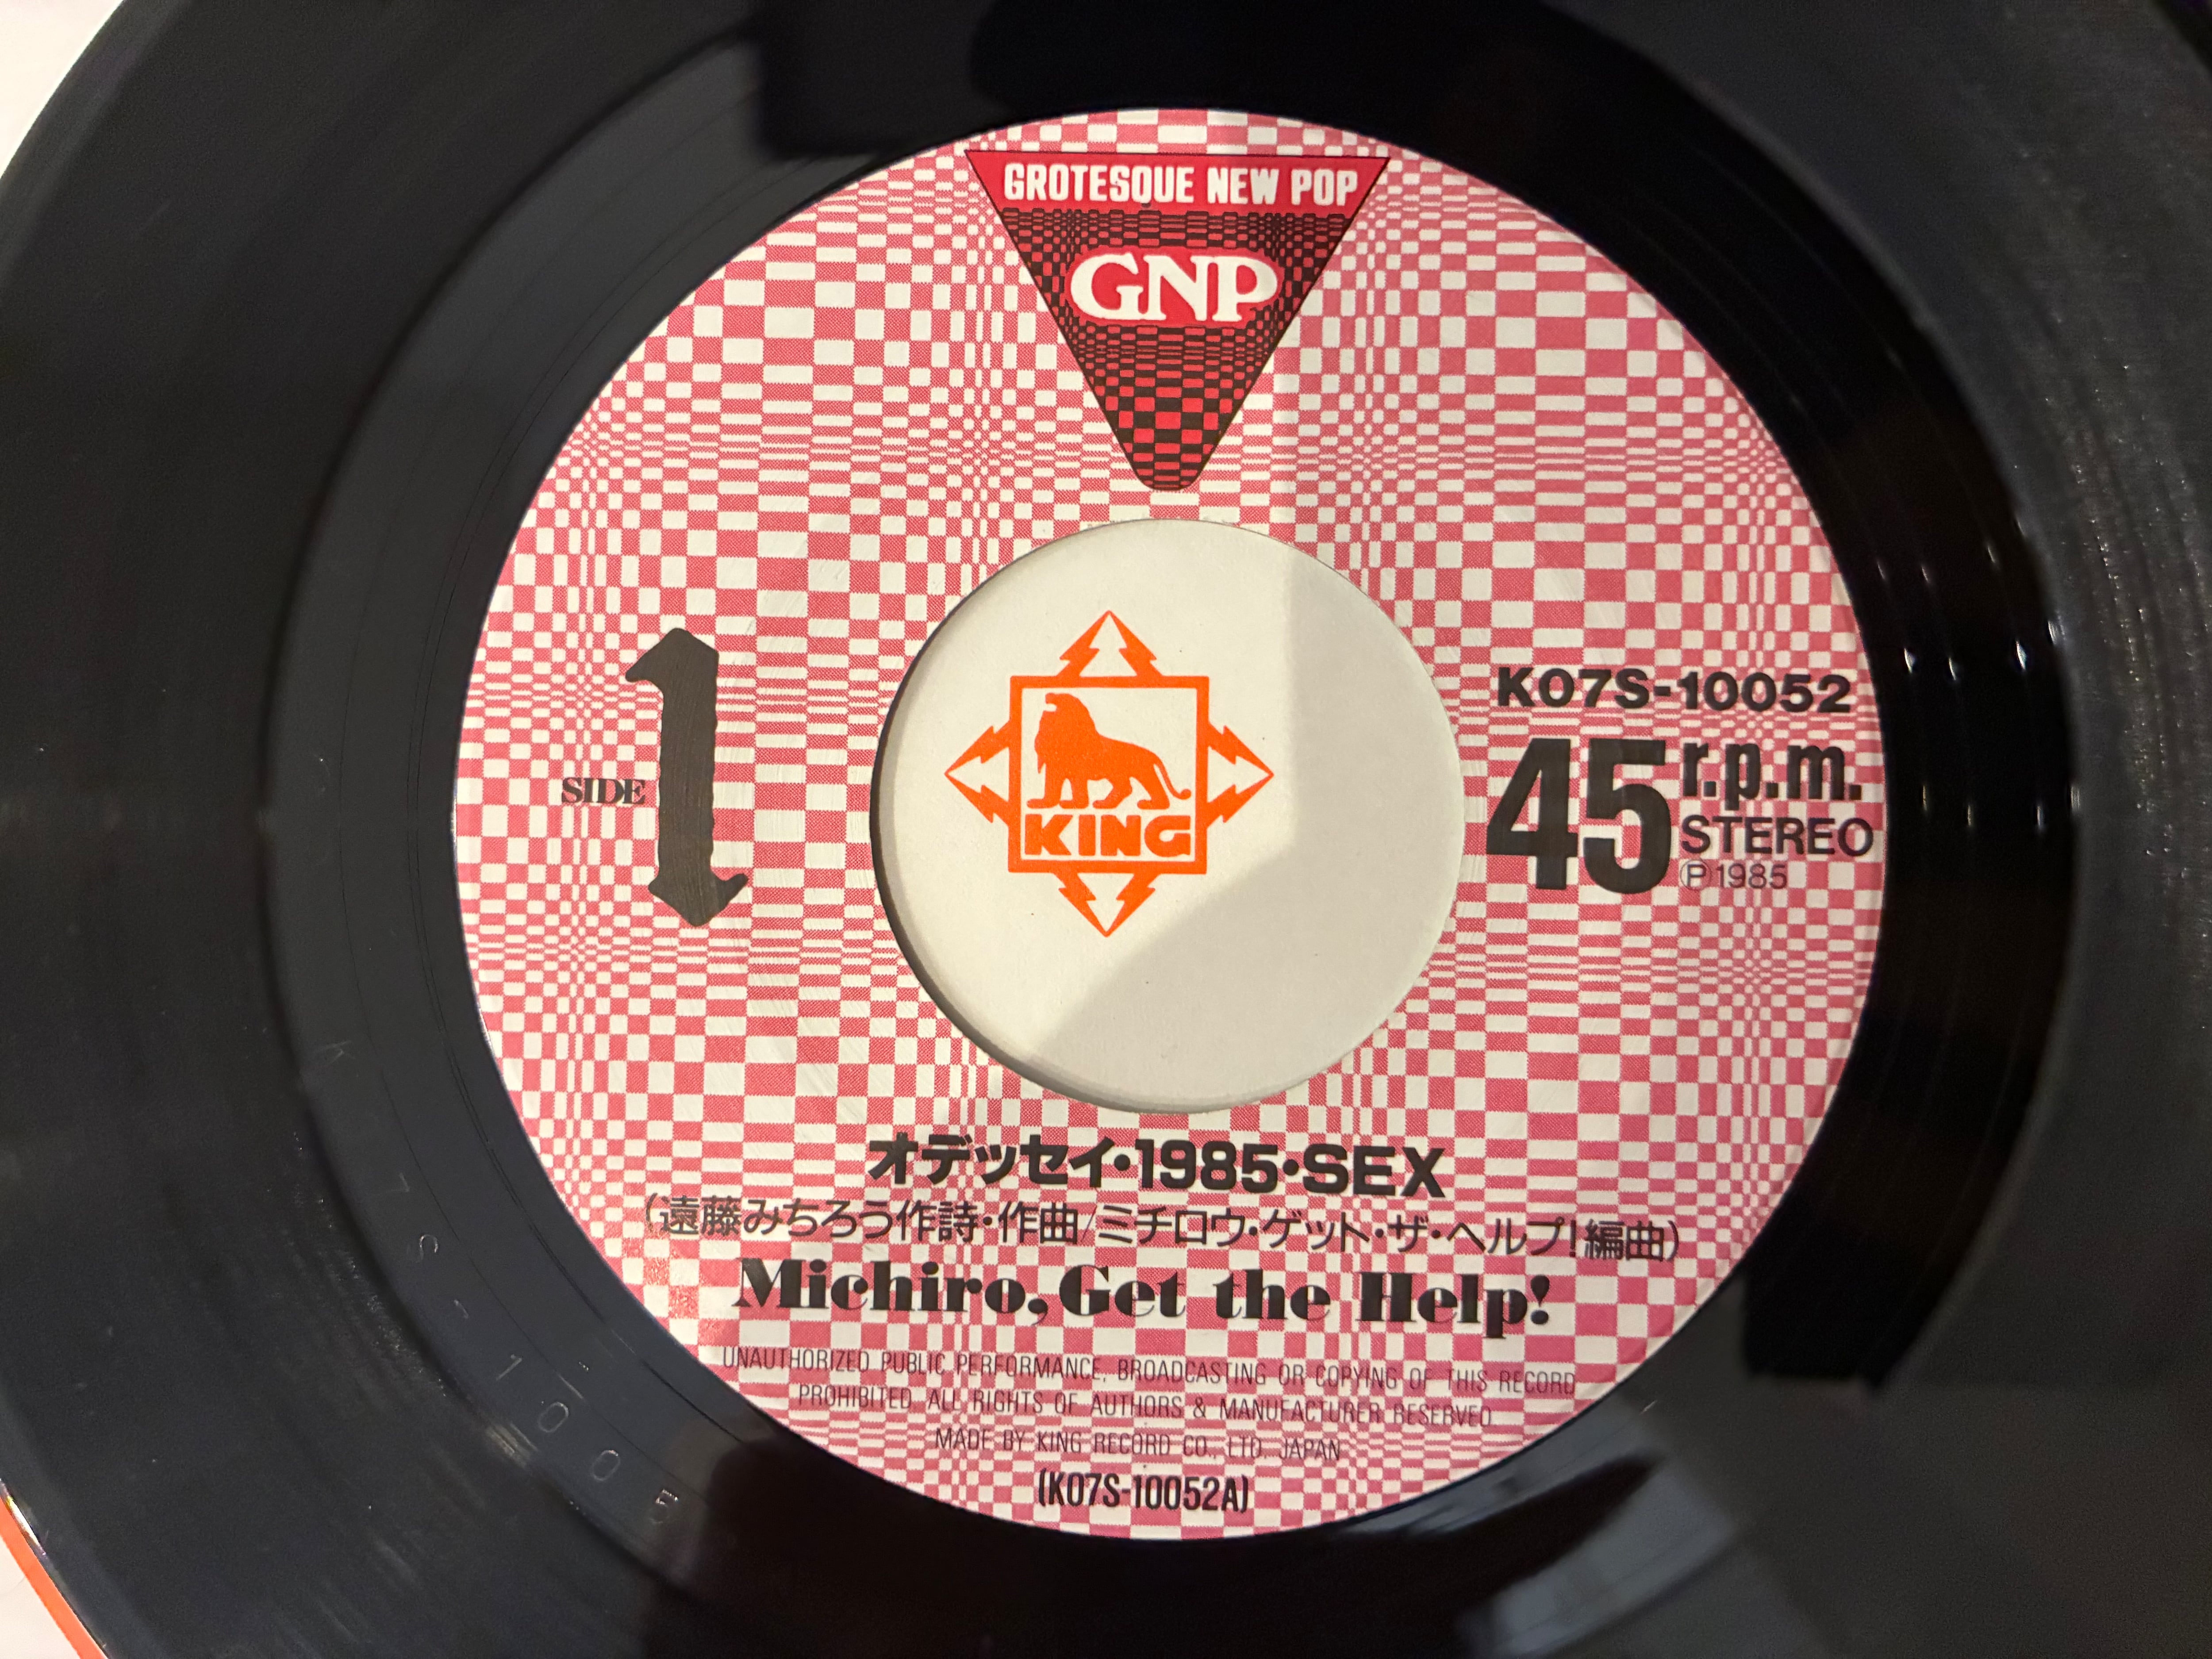 GROTESQUE NEW POP
GNP
SIDE
1
KING
K07S-10052
45 r.p.m.
STEREO
Ⓟ1985
オデッセイ・1985・SEX
(遠藤みちろう作詩・作曲/ミチロウ・ゲット・ザ・ヘルプ!編曲)
Michiro, Get the Help!
UNAUTHORIZED PUBLIC PERFORMANCE, BROADCASTING OR COPYING OF THIS RECORD
PROHIBITED. ALL RIGHTS OF AUTHORS & MANUFACTURER RESERVED
MADE BY KING RECORD CO., LTD. JAPAN
(K07S-10052A)
K7S-1005